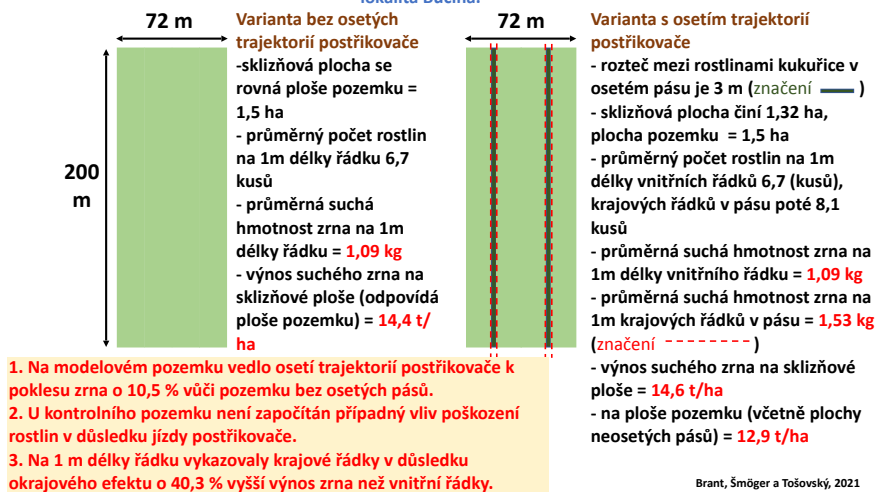 lokalita Bučina.
72 m
200
m
Varianta bez osetých
trajektorií postřikovače
-sklizňová plocha se
rovná ploše pozemku =
1,5 ha
- průměrný počet rostlin
na 1m délky řádku 6,7
kusů
- průměrná suchá
hmotnost zrna na 1m
délky řádku = 1,09 kg
- výnos suchého zrna na
sklizňové ploše (odpovídá
ploše pozemku) = 14,4 t/
ha
72 m
Varianta s osetím trajektorií
postřikovače
- rozteč mezi rostlinami kukuřice v
osetém pásu je 3 m (značení )
- sklizňová plocha činí 1,32 ha,
plocha pozemku = 1,5 ha
- průměrný počet rostlin na 1m
délky vnitřních řádků 6,7 (kusů),
krajových řádků v pásu poté 8,1
kusů
- průměrná suchá hmotnost zrna na
1m délky vnitřního řádku = 1,09 kg
- průměrná suchá hmotnost zrna na
1m krajových řádků v pásu = 1,53 kg
(značení - - - - - - - - )
- výnos suchého zrna na sklizňové
ploše = 14,6 t/ha
- na ploše pozemku (včetně plochy
neosetých pásů) = 12,9 t/ha
1. Na modelovém pozemku vedlo osetí trajektorií postřikovače k
poklesu zrna o 10,5 % vůči pozemku bez osetých pásů.
2. U kontrolního pozemku není započítán případný vliv poškození
rostlin v důsledku jízdy postřikovače.
3. Na 1 m délky řádku vykazovaly krajové řádky v důsledku
okrajového efektu o 40,3 % vyšší výnos zrna než vnitřní řádky.
Brant, Šmöger a Tošovský, 2021